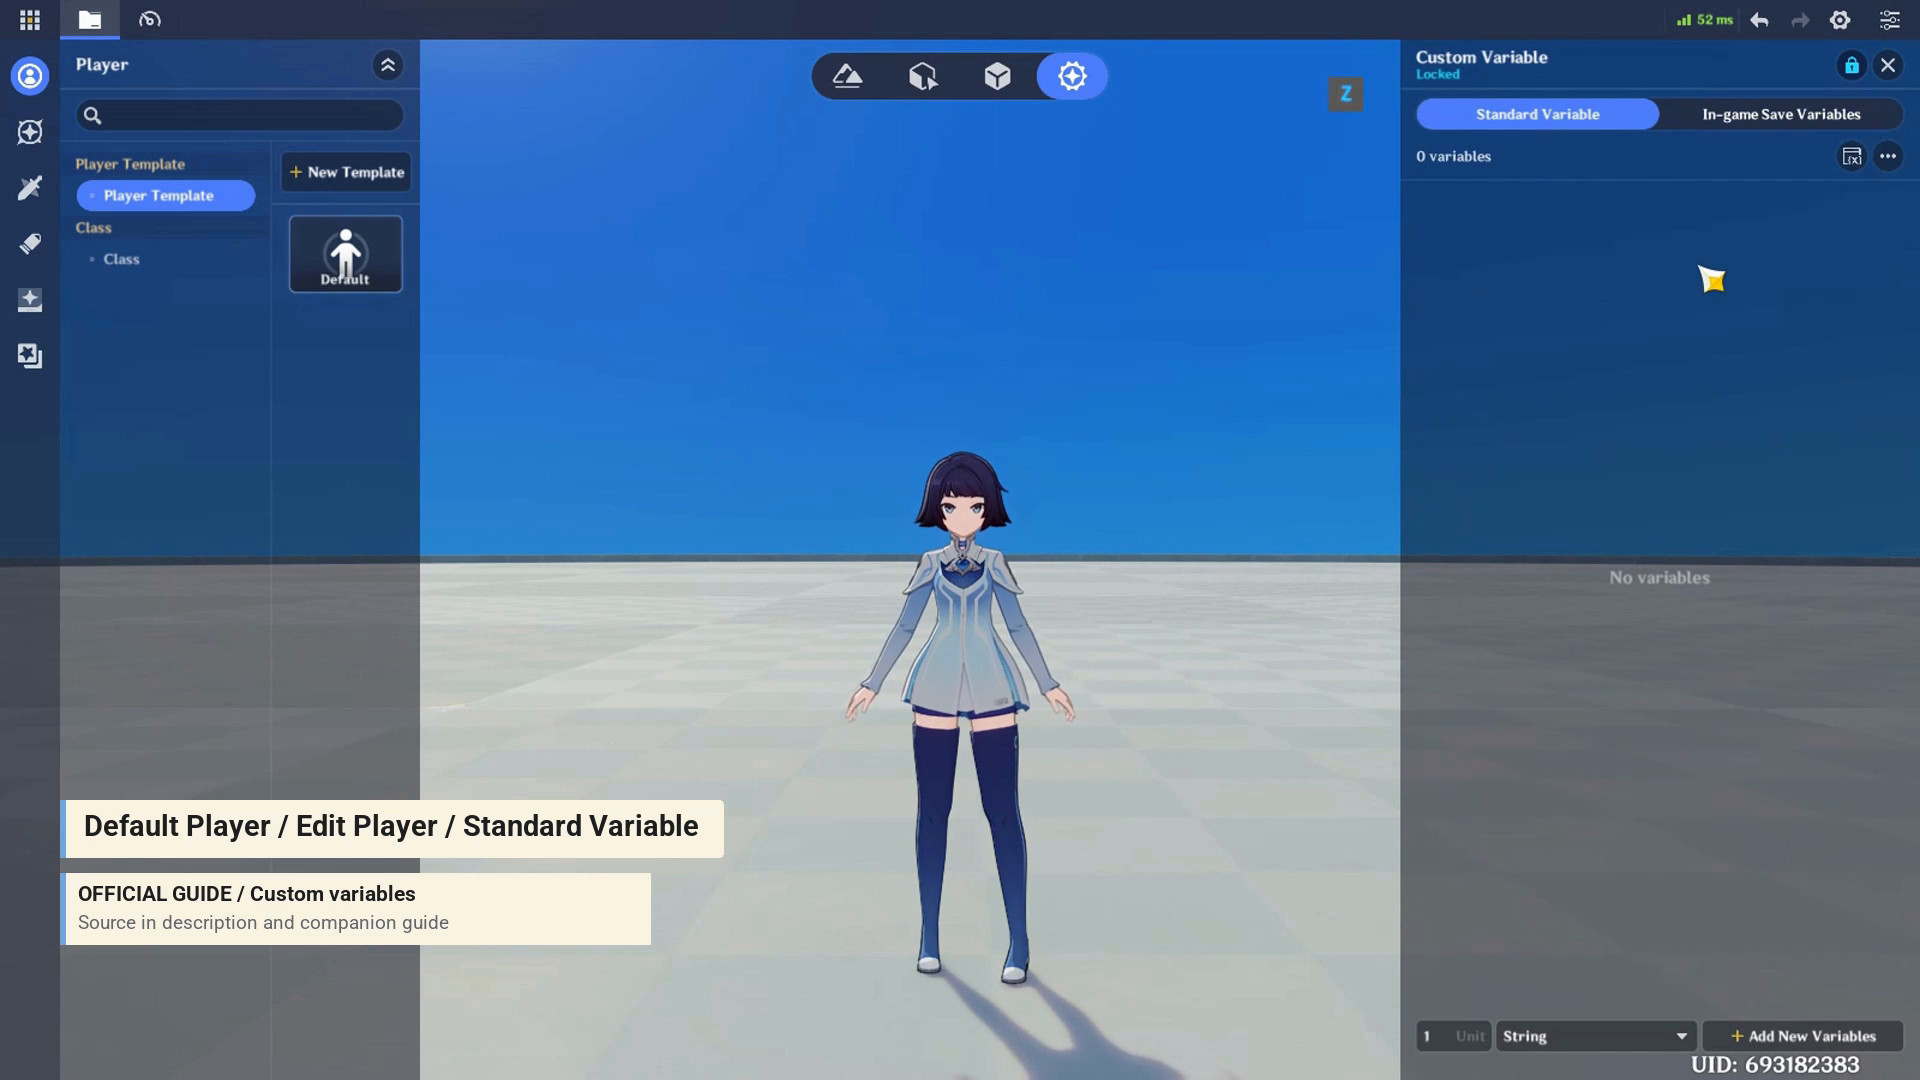 52 ms
Player
Player Template
Player Template
Class
Class
+ New Template
Default
Z
Custom Variable
Locked
Standard Variable
In-game Save Variables
0 variables
{x}
No variables
Default Player / Edit Player / Standard Variable
OFFICIAL GUIDE / Custom variables
Source in description and companion guide
1 Unit
String
+ Add New Variables
UID: 693182383